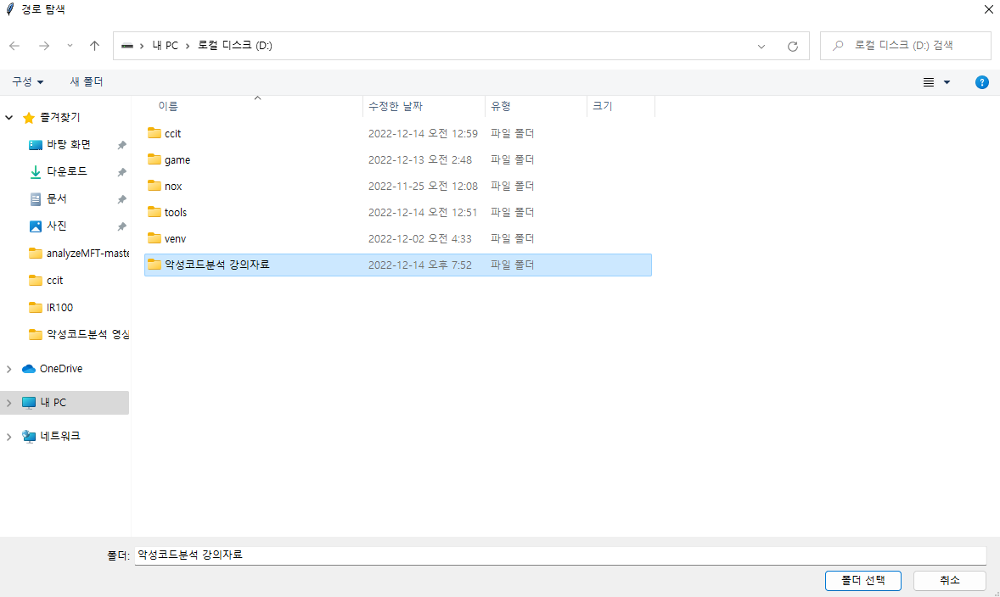 경로 탐색
내 PC 로컬 디스크 (D:) 로컬 디스크 (D:) 검색
구성 새 폴더
이름 수정한 날짜 유형 크기
즐겨찾기
바탕 화면
다운로드
문서
사진
analyzeMFT-maste
ccit
IR100
악성코드분석 영상
OneDrive
내 PC
네트워크
ccit 2022-12-14 오전 12:59 파일 폴더
game 2022-12-13 오전 2:48 파일 폴더
nox 2022-11-25 오전 12:08 파일 폴더
tools 2022-12-14 오전 12:51 파일 폴더
venv 2022-12-02 오전 4:33 파일 폴더
악성코드분석 강의자료 2022-12-14 오후 7:52 파일 폴더
폴더: 악성코드분석 강의자료
폴더 선택 취소